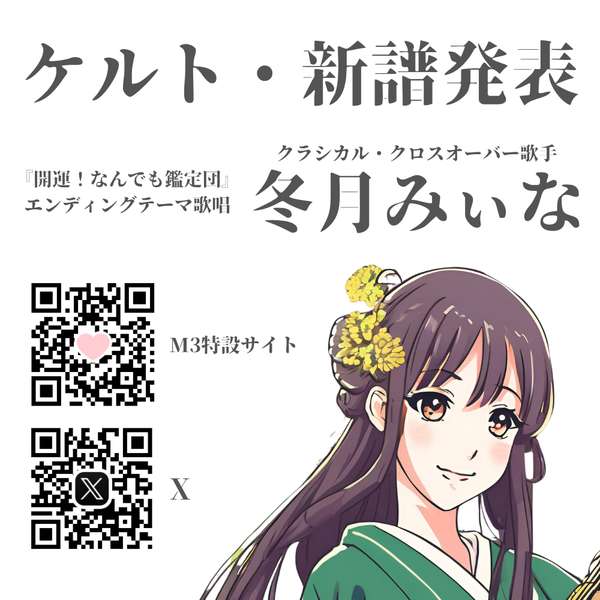 ケルト・新譜発表
クラシカル・クロスオーバー歌手
『開運！なんでも鑑定団』
エンディングテーマ歌唱
冬月みぃな
M3特設サイト
X